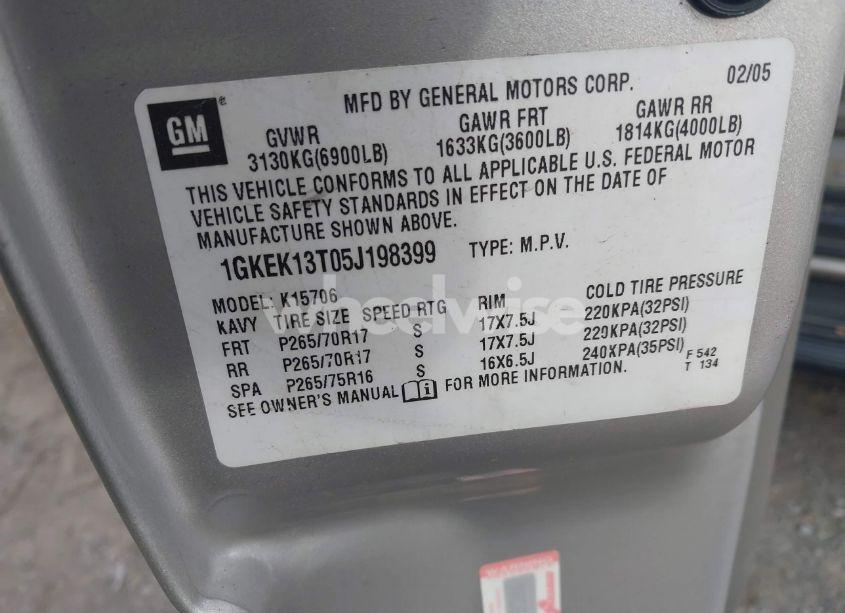 GM
MFD BY GENERAL MOTORS CORP.
02/05
GVWR
GAWR FRT
GAWR RR
3130KG(6900LB)
1633KG(3600LB)
1814KG(4000LB)
THIS VEHICLE CONFORMS TO ALL APPLICABLE U.S. FEDERAL MOTOR
VEHICLE SAFETY STANDARDS IN EFFECT ON THE DATE OF
MANUFACTURE SHOWN ABOVE.
1GKEK13T05J198399
TYPE: M.P.V.
MODEL: K15706
KAVY TIRE SIZE SPEED RTG RIM COLD TIRE PRESSURE
FRT P265/70R17 S 17X7.5J 220KPA(32PSI)
RR P265/70R17 S 17X7.5J 220KPA(32PSI)
SPA P265/75R16 S 16X6.5J 240KPA(35PSI)
F 542
T 134
SEE OWNER'S MANUAL FOR MORE INFORMATION.
wheelwise